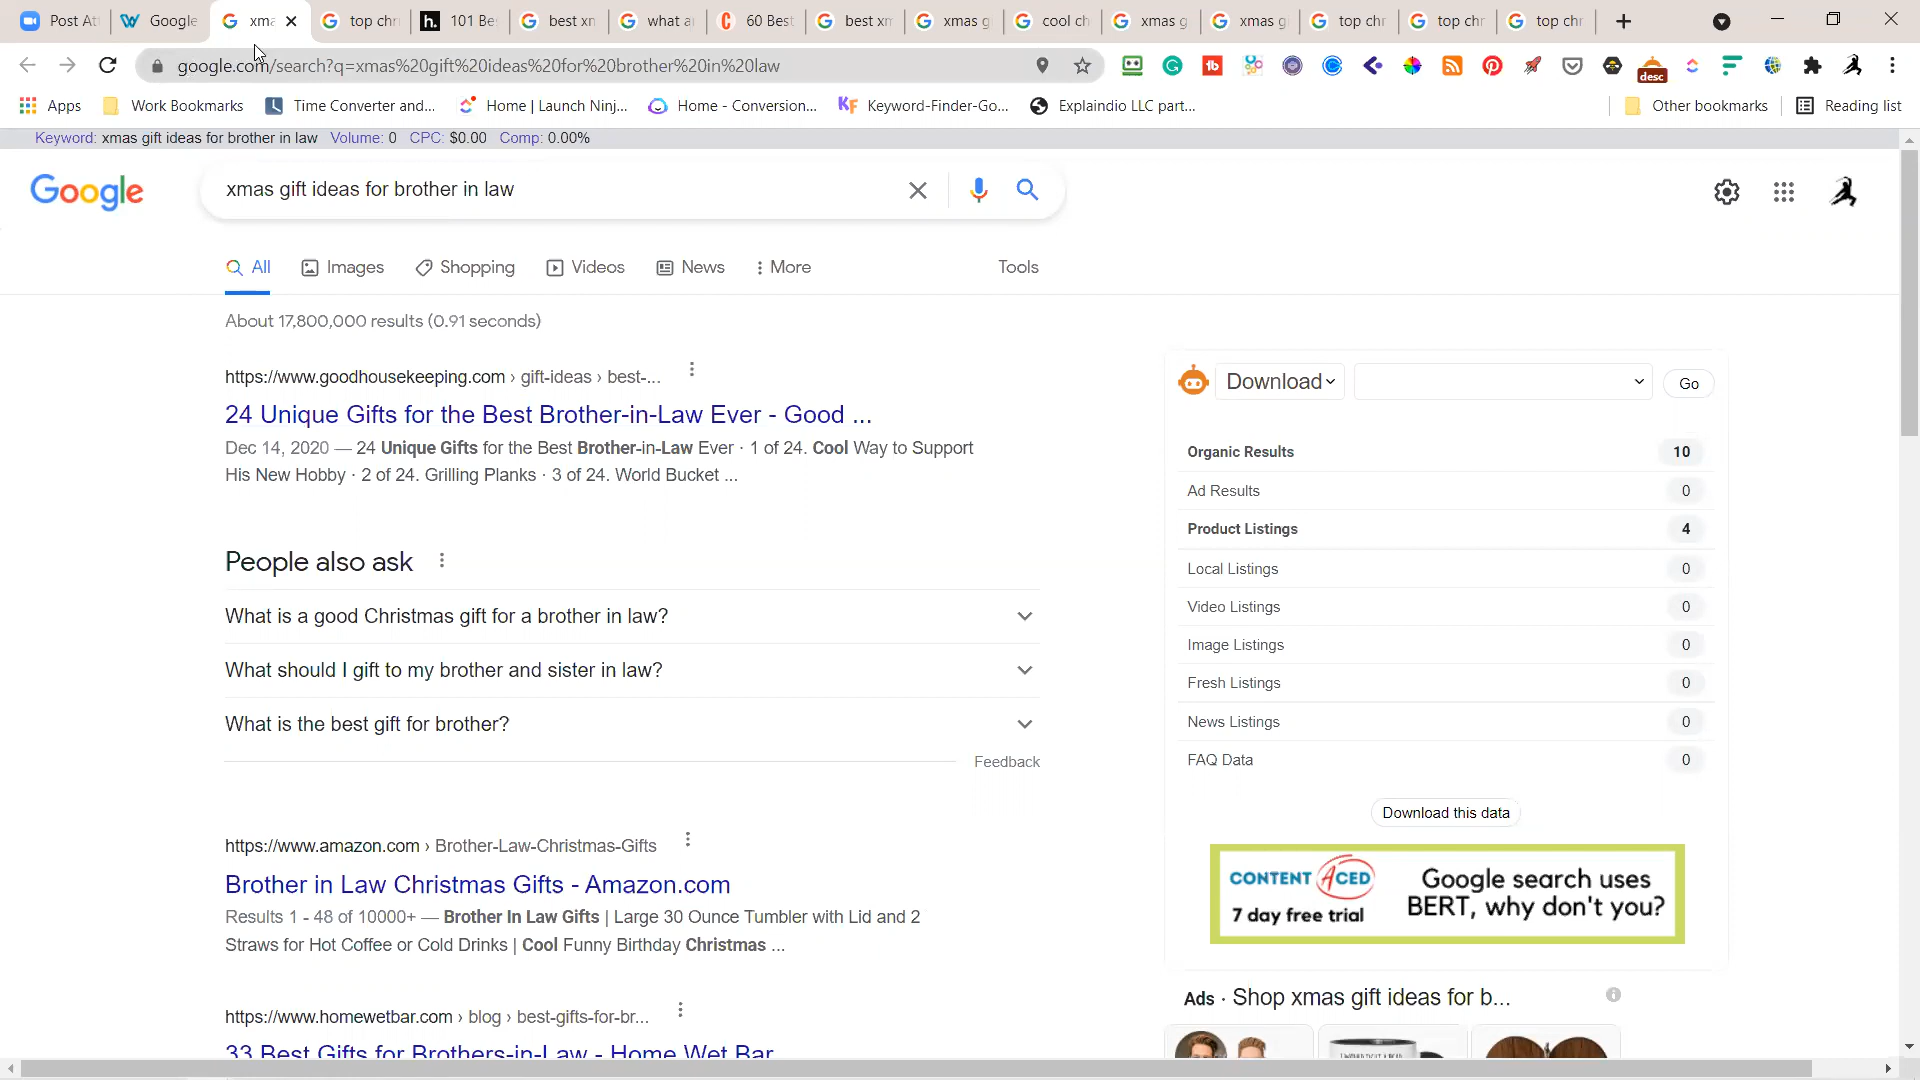 Post At
Google
xma
top chri
h.
101 Be
best xn
what a
60 Best
best xm
xmas g
cool ch
xmas g
xmas g
top chr
top chr
top chr
google.com/search?q=xmas%20gift%20ideas%20for%20brother%20in%20law
desc
Apps
Work Bookmarks
Time Converter and...
Home | Launch Ninj...
Home - Conversion...
KF Keyword-Finder-Go...
Explaindio LLC part...
Other bookmarks
Reading list
Keyword: xmas gift ideas for brother in law Volume: 0 CPC: $0.00 Comp: 0.00%
Google
xmas gift ideas for brother in law
All
Images
Shopping
Videos
News
More
Tools
About 17,800,000 results (0.91 seconds)
https://www.goodhousekeeping.com › gift-ideas › best-...
24 Unique Gifts for the Best Brother-in-Law Ever - Good ...
Dec 14, 2020 — 24 Unique Gifts for the Best Brother-in-Law Ever · 1 of 24. Cool Way to Support
His New Hobby · 2 of 24. Grilling Planks · 3 of 24. World Bucket ...
People also ask
What is a good Christmas gift for a brother in law?
What should I gift to my brother and sister in law?
What is the best gift for brother?
Feedback
https://www.amazon.com › Brother-Law-Christmas-Gifts
Brother in Law Christmas Gifts - Amazon.com
Results 1 - 48 of 10000+ — Brother In Law Gifts | Large 30 Ounce Tumbler with Lid and 2
Straws for Hot Coffee or Cold Drinks | Cool Funny Birthday Christmas ...
https://www.homewetbar.com › blog › best-gifts-for-br...
33 Best Gifts for Brothers-in-Law - Home Wet Bar
Download
Go
Organic Results 10
Ad Results 0
Product Listings 4
Local Listings 0
Video Listings 0
Image Listings 0
Fresh Listings 0
News Listings 0
FAQ Data 0
Download this data
CONTENT ACED
7 day free trial
Google search uses
BERT, why don't you?
Ads · Shop xmas gift ideas for b...